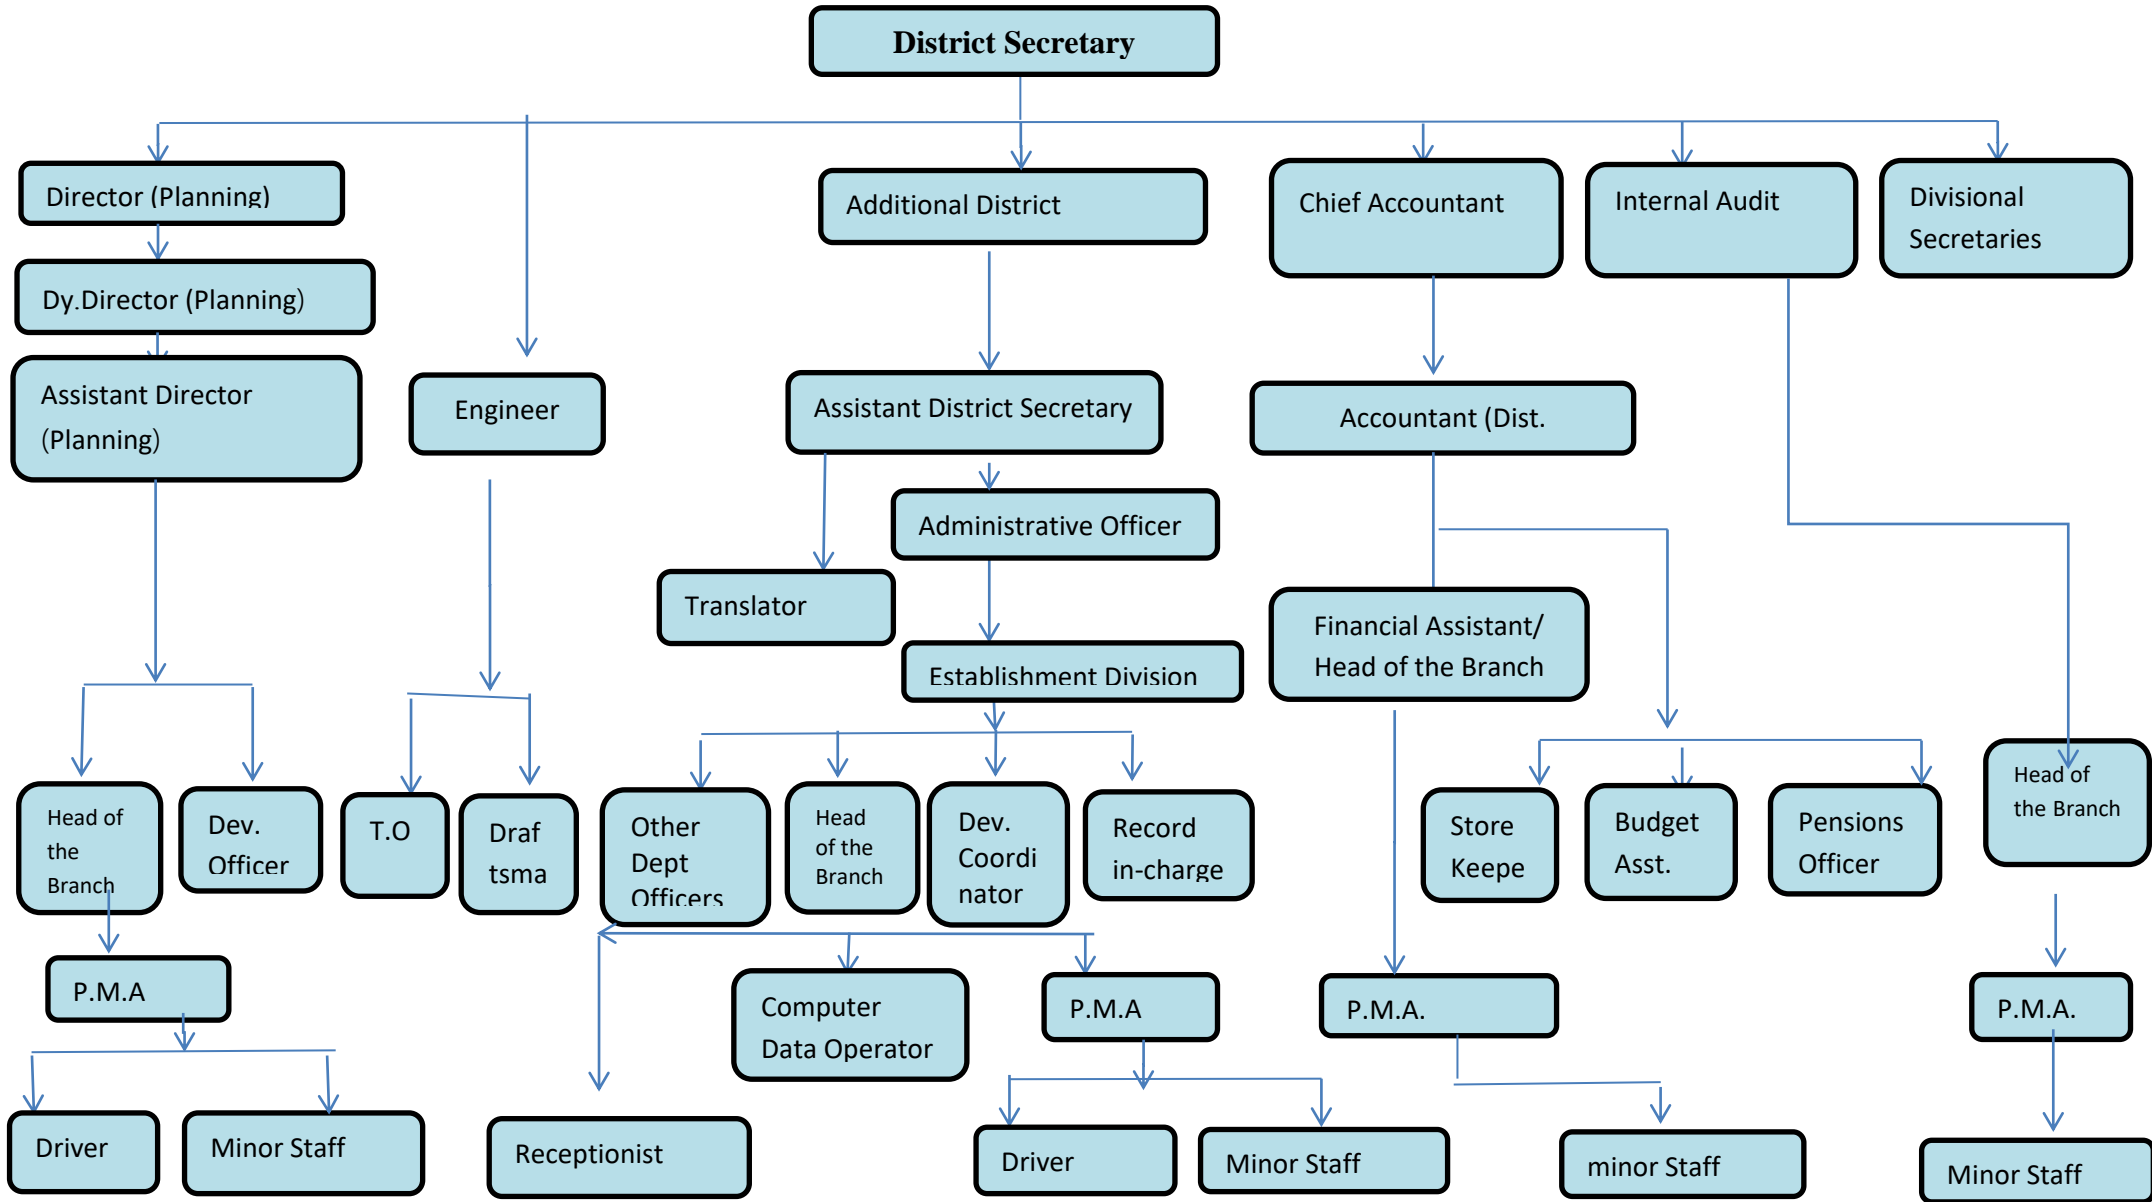 District Secretary
Director (Planning)
Additional District
Chief Accountant
Internal Audit
Divisional
Secretaries
Dy.Director (Planning)
Assistant Director
(Planning)
Engineer
Assistant District Secretary
Accountant (Dist.
Administrative Officer
Translator
Financial Assistant/
Head of the Branch
Establishment Division
Head of
the
Branch
Dev.
Officer
T.O
Draf
tsma
Other
Dept
Officers
Head
of the
Branch
Dev.
Coordi
nator
Record
in-charge
Store
Keepe
Budget
Asst.
Pensions
Officer
Head of
the Branch
P.M.A
Computer
Data Operator
P.M.A
P.M.A.
P.M.A.
Driver
Minor Staff
Receptionist
Driver
Minor Staff
minor Staff
Minor Staff